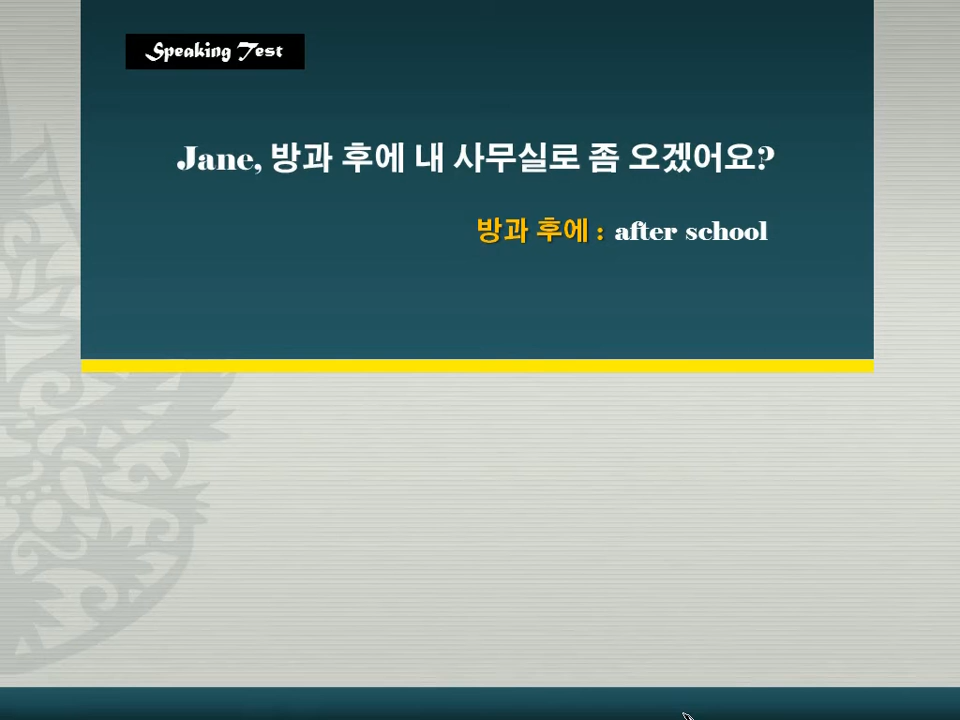 Speaking Test
Jane, 방과 후에 내 사무실로 좀 오겠어요?
방과 후에 : after school